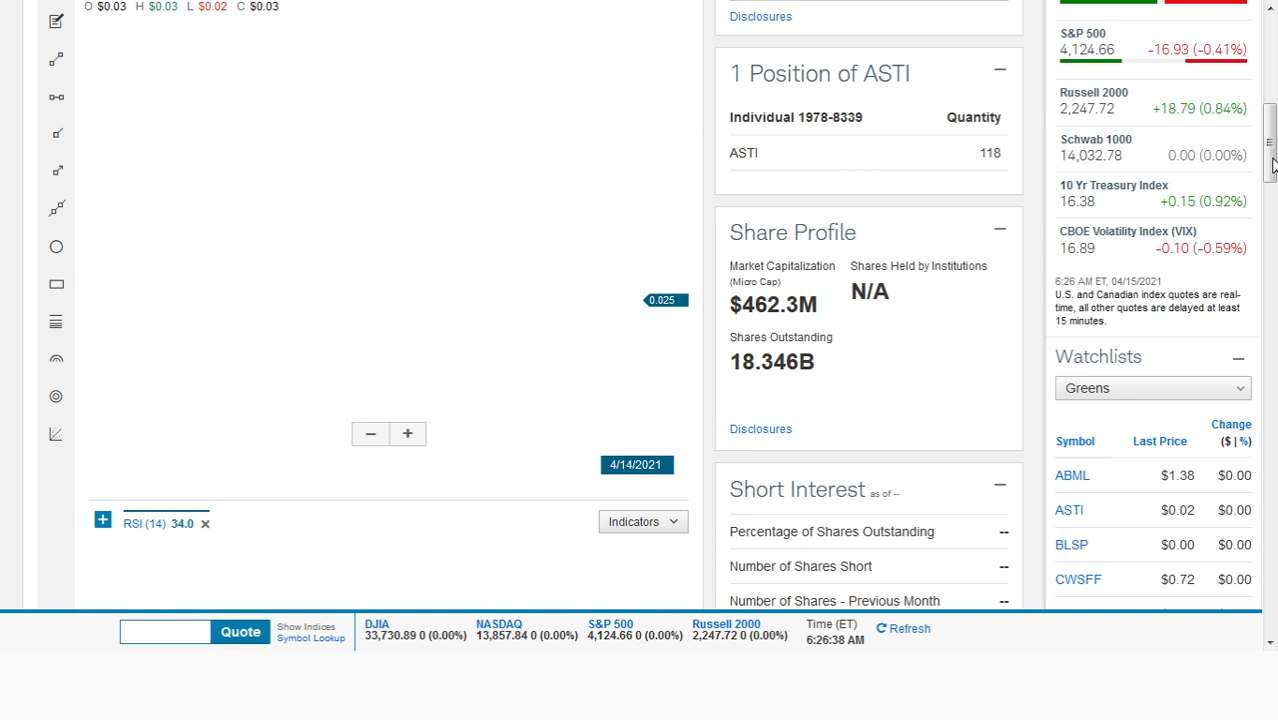 O $0.03 H $0.03 L $0.02 C $0.03
0.025
− +
4/14/2021
RSI (14) 34.0
Indicators
Disclosures
1 Position of ASTI
Individual 1978-8339 Quantity
ASTI 118
Share Profile
Market Capitalization
(Micro Cap)
$462.3M
Shares Held by Institutions
N/A
Shares Outstanding
18.346B
Disclosures
Short Interest as of –
Percentage of Shares Outstanding --
Number of Shares Short --
Number of Shares - Previous Month --
S&P 500
4,124.66 -16.93 (-0.41%)
Russell 2000
2,247.72 +18.79 (0.84%)
Schwab 1000
14,032.78 0.00 (0.00%)
10 Yr Treasury Index
16.38 +0.15 (0.92%)
CBOE Volatility Index (VIX)
16.89 -0.10 (-0.59%)
6:26 AM ET, 04/15/2021
U.S. and Canadian index quotes are real-
time, all other quotes are delayed at least
15 minutes.
Watchlists
Greens
Change
Symbol Last Price ($ | %)
ABML $1.38 $0.00
ASTI $0.02 $0.00
BLSP $0.00 $0.00
CWSFF $0.72 $0.00
Quote
Show Indices
Symbol Lookup
DJIA
33,730.89 0 (0.00%)
NASDAQ
13,857.84 0 (0.00%)
S&P 500
4,124.66 0 (0.00%)
Russell 2000
2,247.72 0 (0.00%)
Time (ET)
6:26:38 AM
Refresh